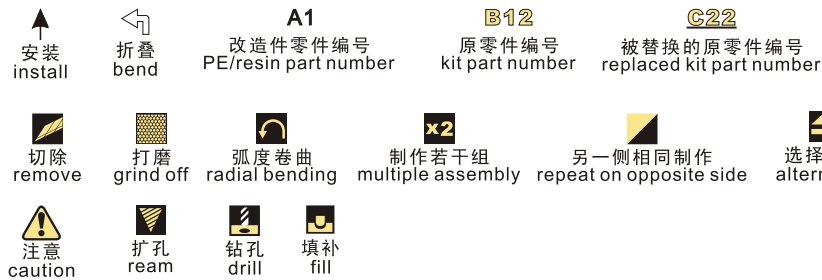 A1
B12
C22
安装
折叠
改造件零件编号
原零件编号
被替换的原零件编号
install
bend
PE/resin part number
kit part number
replaced kit part number
x2
切除
打磨
弧度卷曲
制作若干组
另一侧相同制作
选择
remove
grind off
radial bending
multiple assembly
repeat on opposite side
注意
扩孔
钻孔
填补
caution
ream
drill
fill